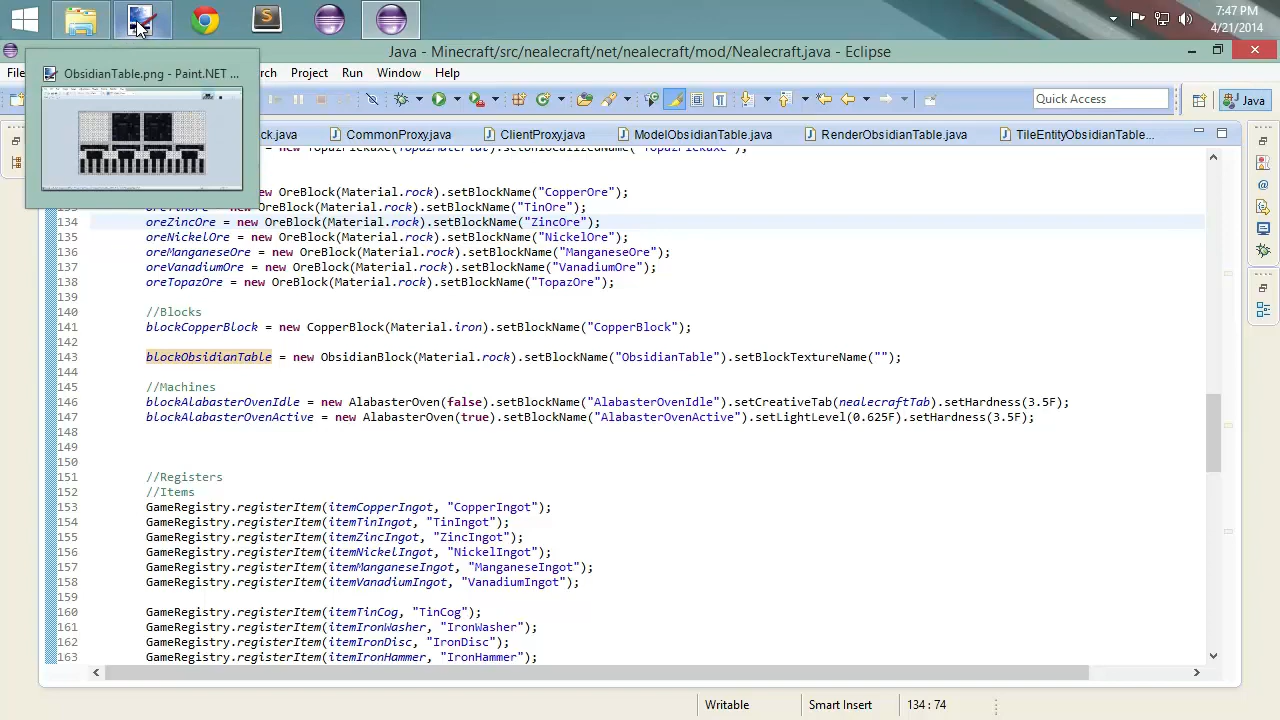 7:47 PM
4/21/2014
Java - Minecraft/src/nealecraft/net/nealecraft/mod/Nealecraft.java - Eclipse
ObsidianTable.png - Paint.NET ...
Project Run Window Help
Quick Access
Java
CommonProxy.java ClientProxy.java ModelObsidianTable.java RenderObsidianTable.java TileEntityObsidianTable...
OreBlock(Material.rock).setBlockName("CopperOre");
OreBlock(Material.rock).setBlockName("TinOre");
134 oreZincOre = new OreBlock(Material.rock).setBlockName("ZincOre");
135 oreNickelOre = new OreBlock(Material.rock).setBlockName("NickelOre");
136 oreManganeseOre = new OreBlock(Material.rock).setBlockName("ManganeseOre");
137 oreVanadiumOre = new OreBlock(Material.rock).setBlockName("VanadiumOre");
138 oreTopazOre = new OreBlock(Material.rock).setBlockName("TopazOre");
139
140 //Blocks
141 blockCopperBlock = new CopperBlock(Material.iron).setBlockName("CopperBlock");
142
143 blockObsidianTable = new ObsidianBlock(Material.rock).setBlockName("ObsidianTable").setBlockTextureName("");
144
145 //Machines
146 blockAlabasterOvenIdle = new AlabasterOven(false).setBlockName("AlabasterOvenIdle").setCreativeTab(nealecraftTab).setHardness(3.5F);
147 blockAlabasterOvenActive = new AlabasterOven(true).setBlockName("AlabasterOvenActive").setLightLevel(0.625F).setHardness(3.5F);
148
149
150
151 //Registers
152 //Items
153 GameRegistry.registerItem(itemCopperIngot, "CopperIngot");
154 GameRegistry.registerItem(itemTinIngot, "TinIngot");
155 GameRegistry.registerItem(itemZincIngot, "ZincIngot");
156 GameRegistry.registerItem(itemNickelIngot, "NickelIngot");
157 GameRegistry.registerItem(itemManganeseIngot, "ManganeseIngot");
158 GameRegistry.registerItem(itemVanadiumIngot, "VanadiumIngot");
159
160 GameRegistry.registerItem(itemTinCog, "TinCog");
161 GameRegistry.registerItem(itemIronWasher, "IronWasher");
162 GameRegistry.registerItem(itemIronDisc, "IronDisc");
163 GameRegistry.registerItem(itemIronHammer, "IronHammer");
Writable Smart Insert 134 : 74